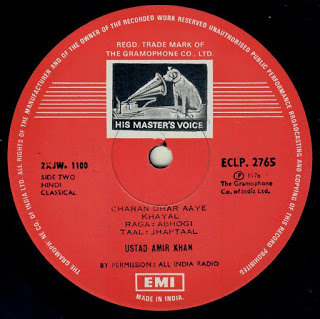 ALL RIGHTS OF THE MANUFACTURER AND OF THE OWNER OF THE RECORDED WORK RESERVED UNAUTHORISED PUBLIC PERFORMANCE BROADCASTING AND COPYING OF THIS RECORD PROHIBITED
THE GRAMOPHONE CO. OF INDIA LTD.
REGD. TRADE MARK OF
THE GRAMOPHONE CO., LTD.
HIS MASTER'S VOICE
1100
SIDE TWO
HINDI
CLASSICAL
ECLP. 2765
Ⓟ 1976
The Gramophone
Co. of India Ltd.
CHARAN DHAR AAYE
KHAYAL
RAGA: ABHOGI
TAAL: JHAPTAAL
USTAD AMIR KHAN
BY PERMISSION: ALL INDIA RADIO
EMI
MADE IN INDIA.